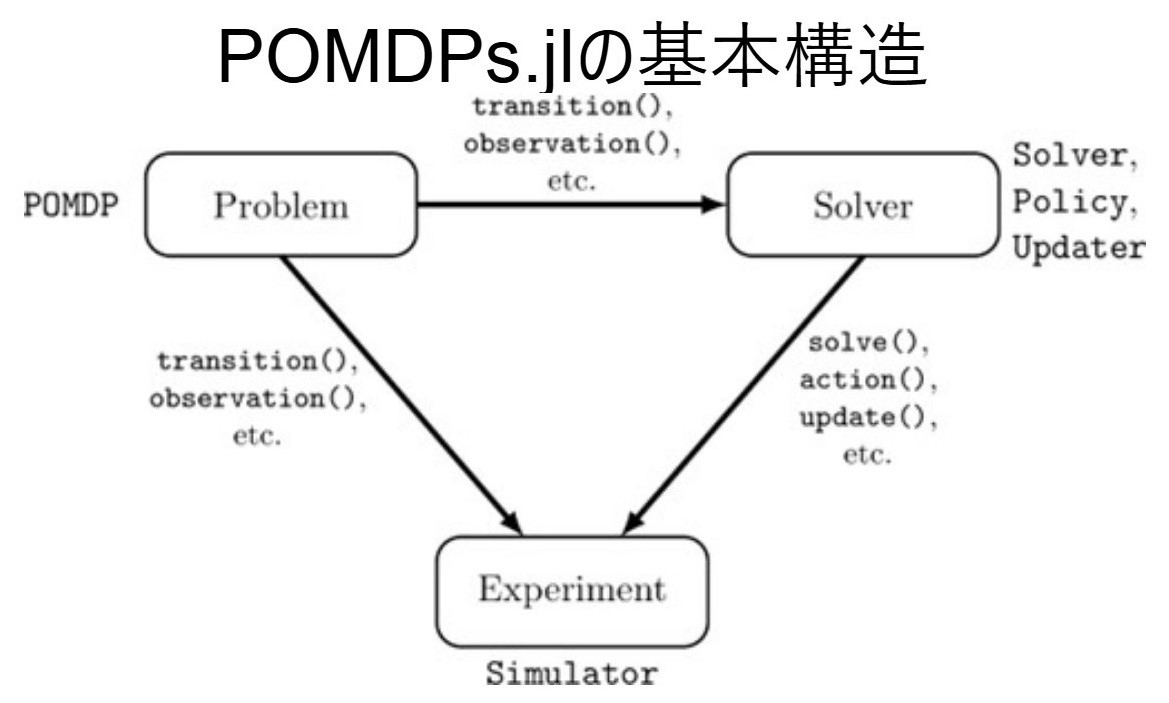 POMDPs.jlの基本構造
transition(),
observation(),
etc.
POMDP
Problem
Solver
Solver,
Policy,
Updater
transition(),
observation(),
etc.
solve(),
action(),
update(),
etc.
Experiment
Simulator